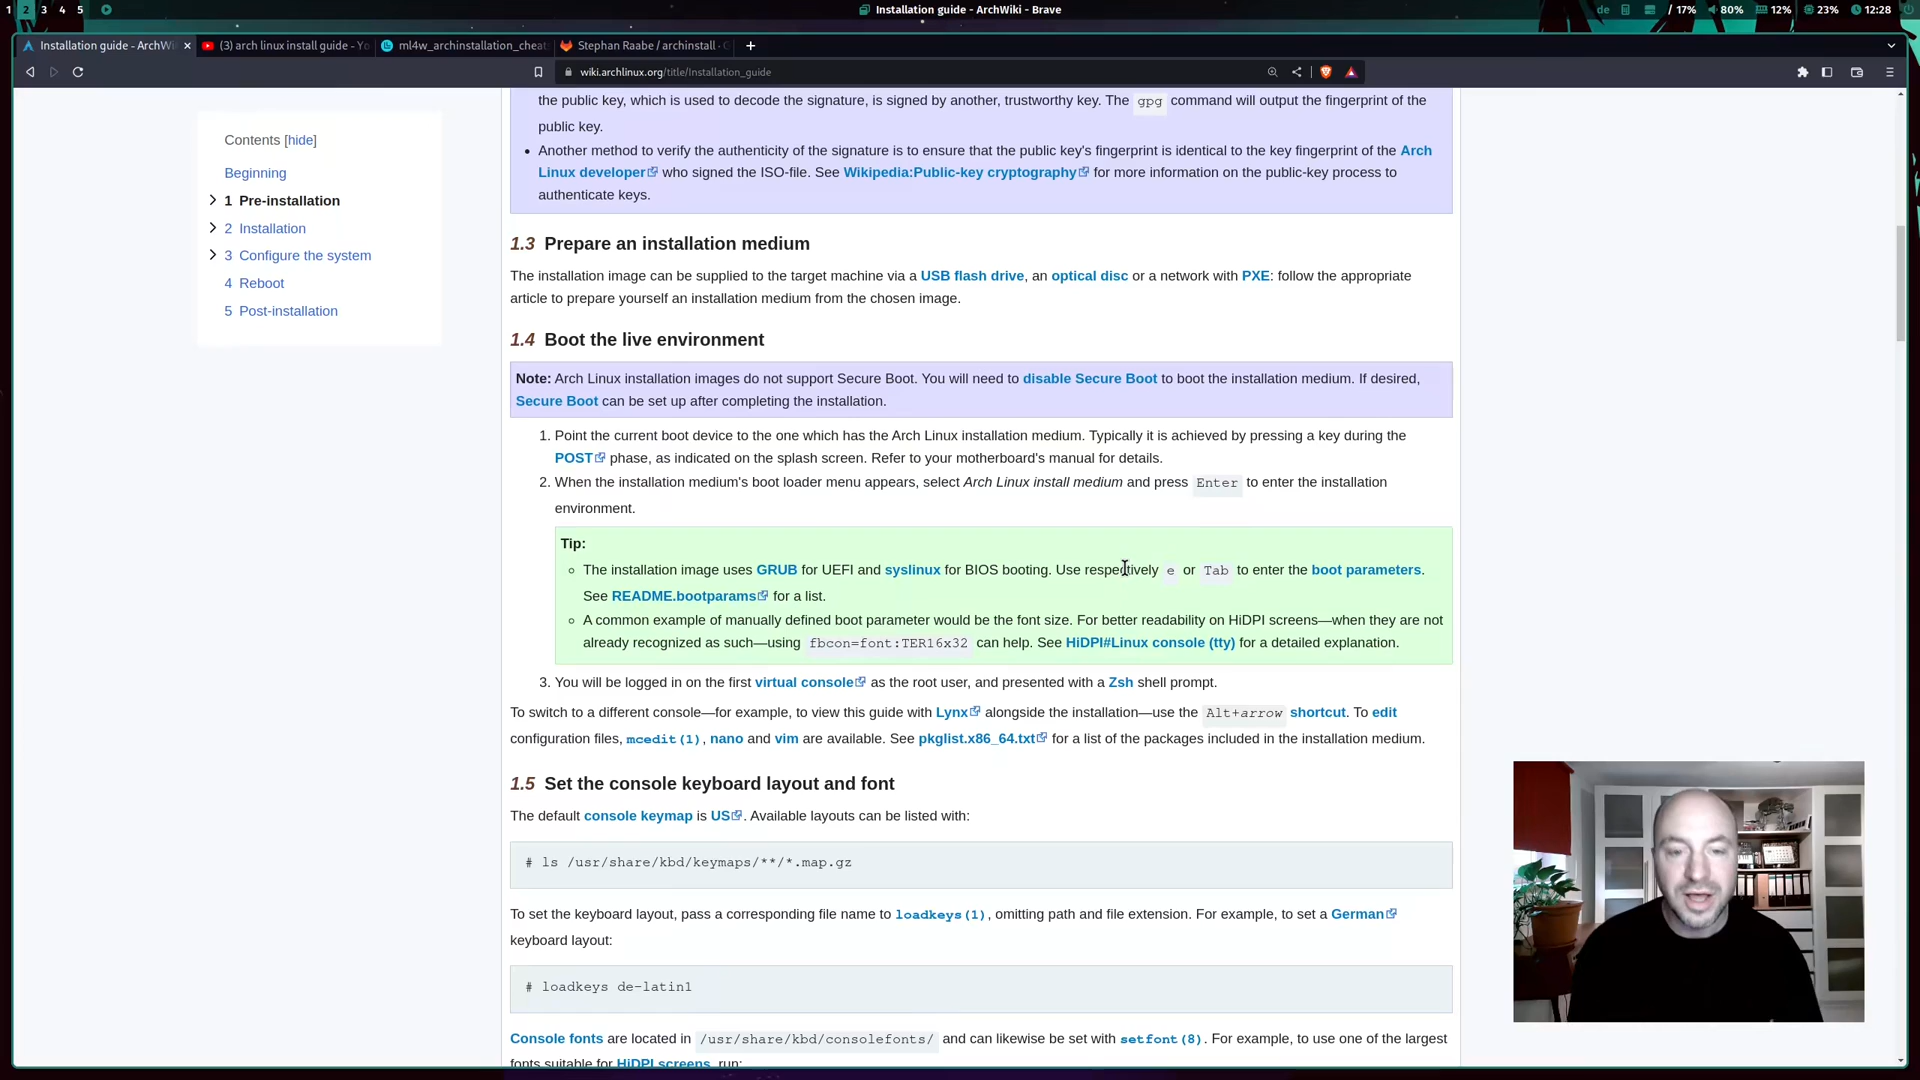 1 2 3 4 5
Installation guide - ArchWiki - Brave
de / 17% 80% 12% 23% 12:28
Installation guide - ArchWi
(3) arch linux install guide - Yo
ml4w_archinstallation_cheat
Stephan Raabe / archinstall · G
wiki.archlinux.org/title/Installation_guide
Contents [hide]
Beginning
1 Pre-installation
2 Installation
3 Configure the system
4 Reboot
5 Post-installation
the public key, which is used to decode the signature, is signed by another, trustworthy key. The gpg command will output the fingerprint of the
public key.
• Another method to verify the authenticity of the signature is to ensure that the public key's fingerprint is identical to the key fingerprint of the Arch
Linux developer who signed the ISO-file. See Wikipedia:Public-key cryptography for more information on the public-key process to
authenticate keys.
1.3 Prepare an installation medium
The installation image can be supplied to the target machine via a USB flash drive, an optical disc or a network with PXE: follow the appropriate
article to prepare yourself an installation medium from the chosen image.
1.4 Boot the live environment
Note: Arch Linux installation images do not support Secure Boot. You will need to disable Secure Boot to boot the installation medium. If desired,
Secure Boot can be set up after completing the installation.
1. Point the current boot device to the one which has the Arch Linux installation medium. Typically it is achieved by pressing a key during the
POST phase, as indicated on the splash screen. Refer to your motherboard's manual for details.
2. When the installation medium's boot loader menu appears, select Arch Linux install medium and press Enter to enter the installation
environment.
Tip:
The installation image uses GRUB for UEFI and syslinux for BIOS booting. Use respectively e or Tab to enter the boot parameters.
See README.bootparams for a list.
A common example of manually defined boot parameter would be the font size. For better readability on HiDPI screens—when they are not
already recognized as such—using fbcon=font:TER16x32 can help. See HiDPI#Linux console (tty) for a detailed explanation.
3. You will be logged in on the first virtual console as the root user, and presented with a Zsh shell prompt.
To switch to a different console—for example, to view this guide with Lynx alongside the installation—use the Alt+arrow shortcut. To edit
configuration files, mcedit(1), nano and vim are available. See pkglist.x86_64.txt for a list of the packages included in the installation medium.
1.5 Set the console keyboard layout and font
The default console keymap is US. Available layouts can be listed with:
# ls /usr/share/kbd/keymaps/**/*.map.gz
To set the keyboard layout, pass a corresponding file name to loadkeys(1), omitting path and file extension. For example, to set a German
keyboard layout:
# loadkeys de-latin1
Console fonts are located in /usr/share/kbd/consolefonts/ and can likewise be set with setfont(8). For example, to use one of the largest
fonts suitable for HiDPI screens, run: